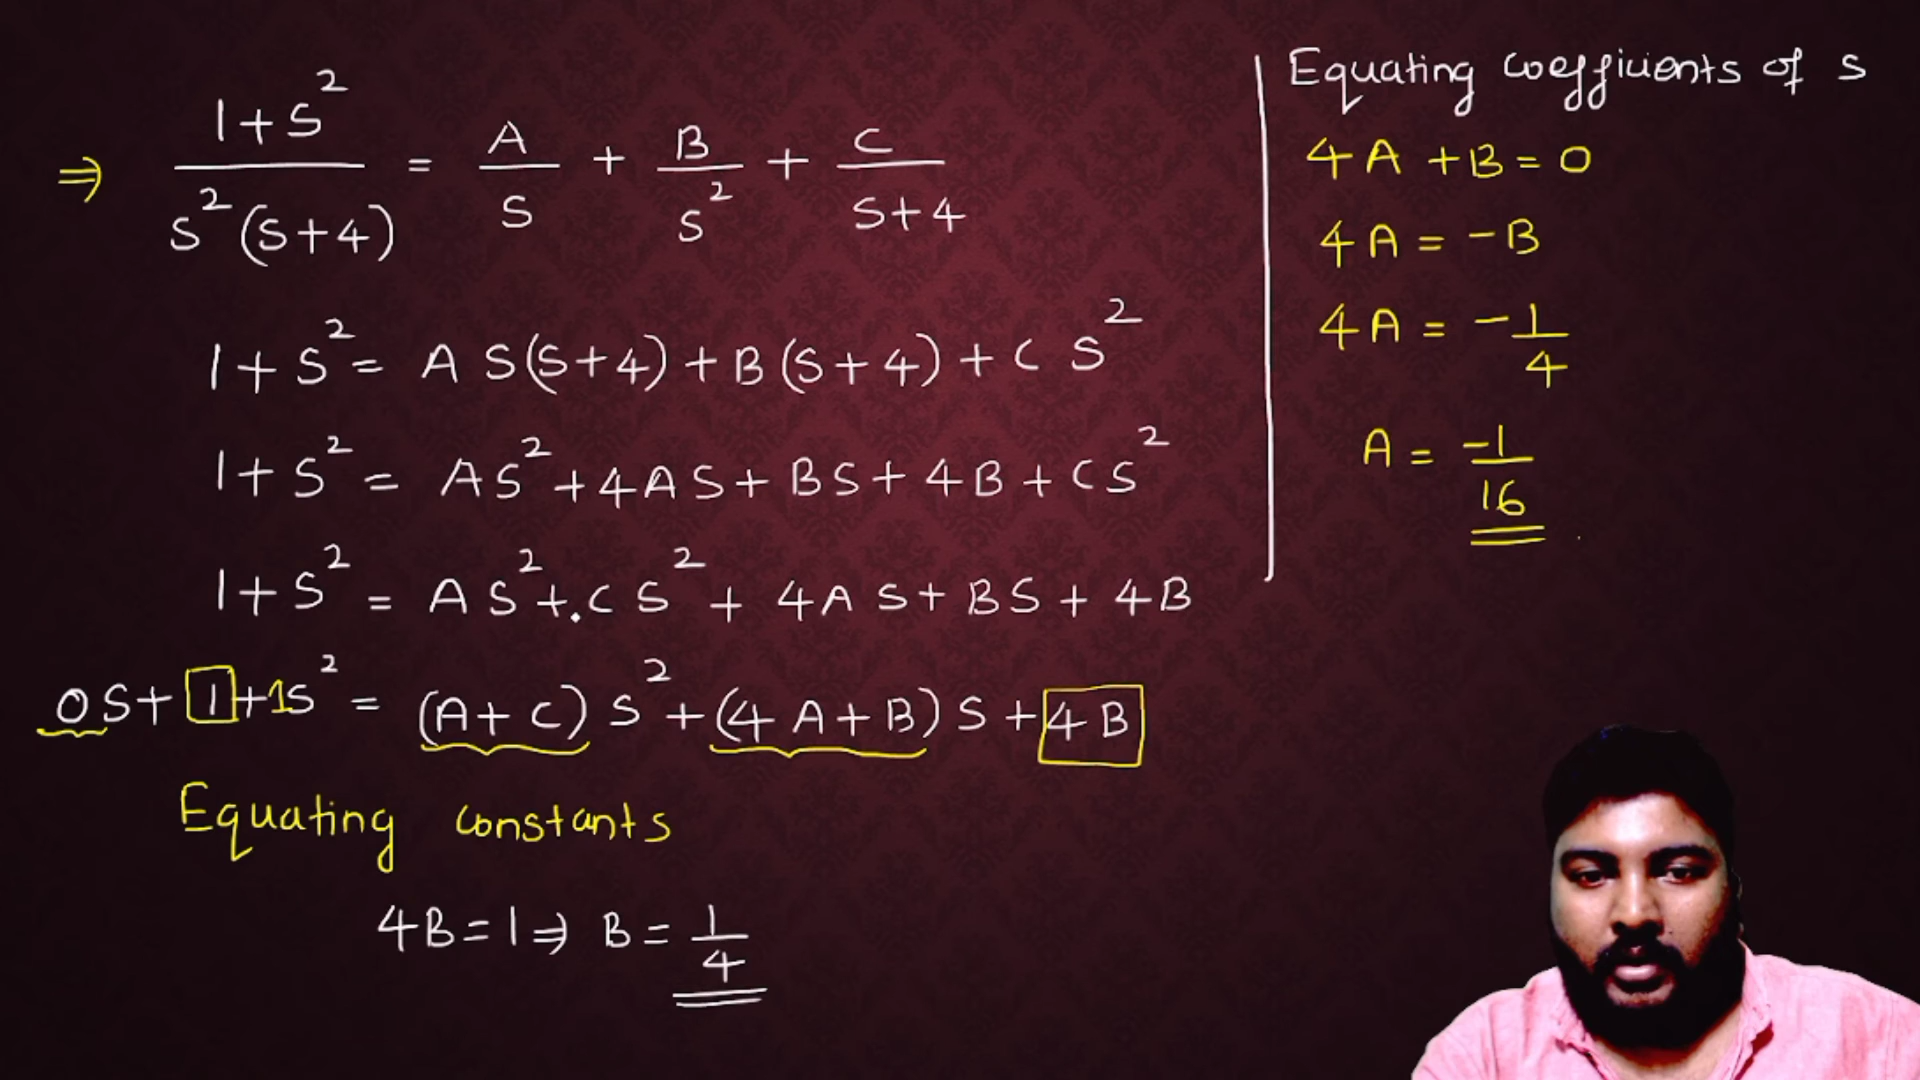 ⇒ (1+s²)/(s²(s+4)) = A/s + B/s² + C/(s+4)
1+s² = A s(s+4) + B(s+4) + C s²
1+s² = As² + 4As + Bs + 4B + Cs²
1+s² = As² +. Cs² + 4As + Bs + 4B
0s + 1 + 1s² = (A+C) s² + (4A+B) s + 4B
Equating constants
4B = 1 ⇒ B = 1/4
Equating coefficients of s
4A + B = 0
4A = -B
4A = -1/4
A = -1/16